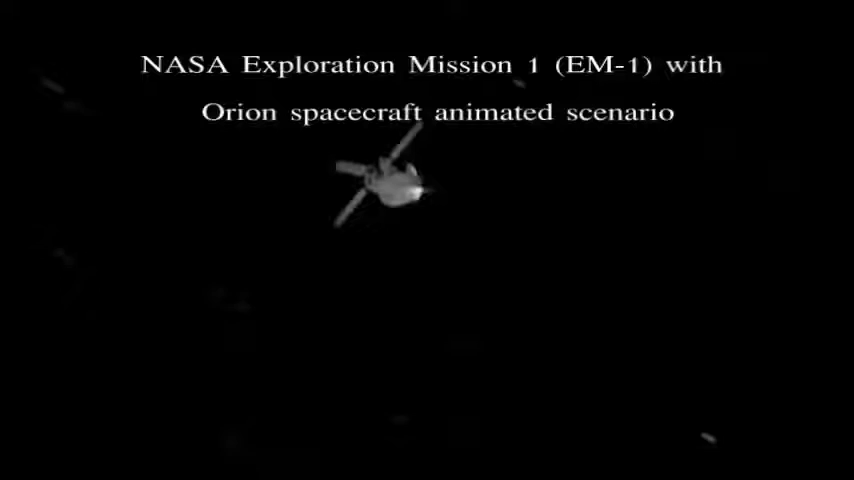 NASA Exploration Mission 1 (EM-1) with
Orion spacecraft animated scenario